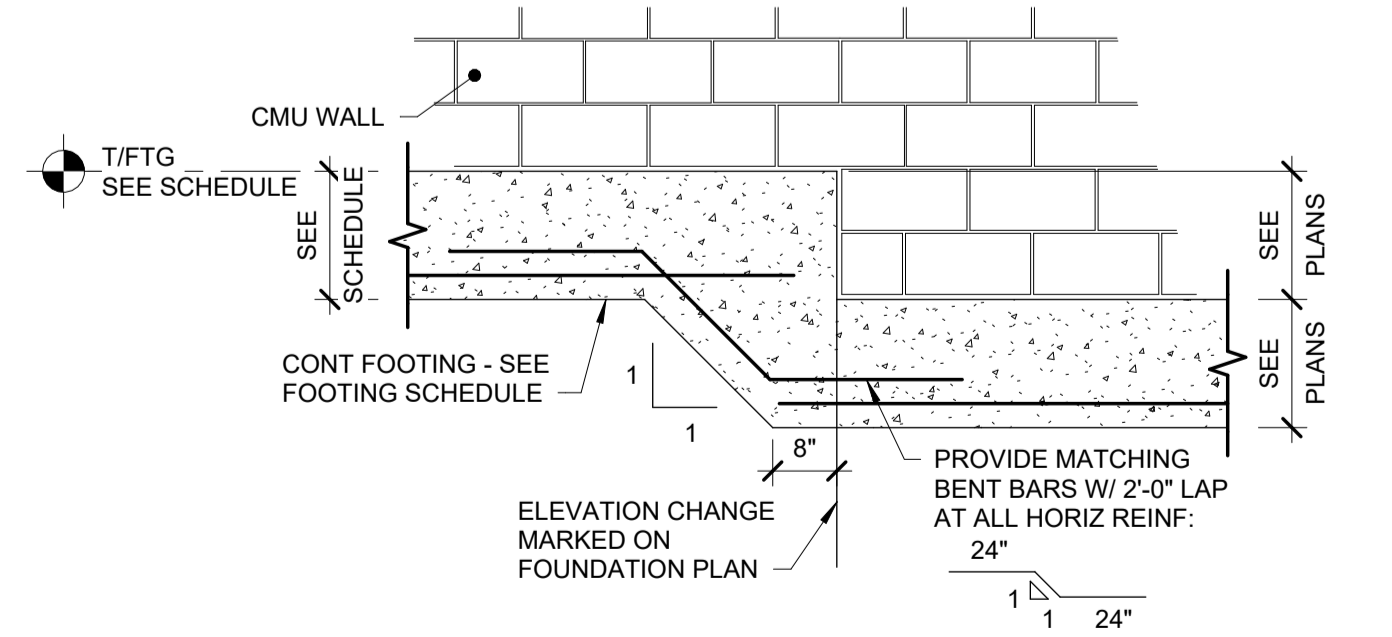 CMU WALL
T/FTG
SEE SCHEDULE
SEE
SCHEDULE
SEE
PLANS
SEE
PLANS
CONT FOOTING - SEE
FOOTING SCHEDULE
1
1
8"
PROVIDE MATCHING
BENT BARS W/ 2'-0" LAP
AT ALL HORIZ REINF:
ELEVATION CHANGE
MARKED ON
FOUNDATION PLAN
24"
1
1
24"